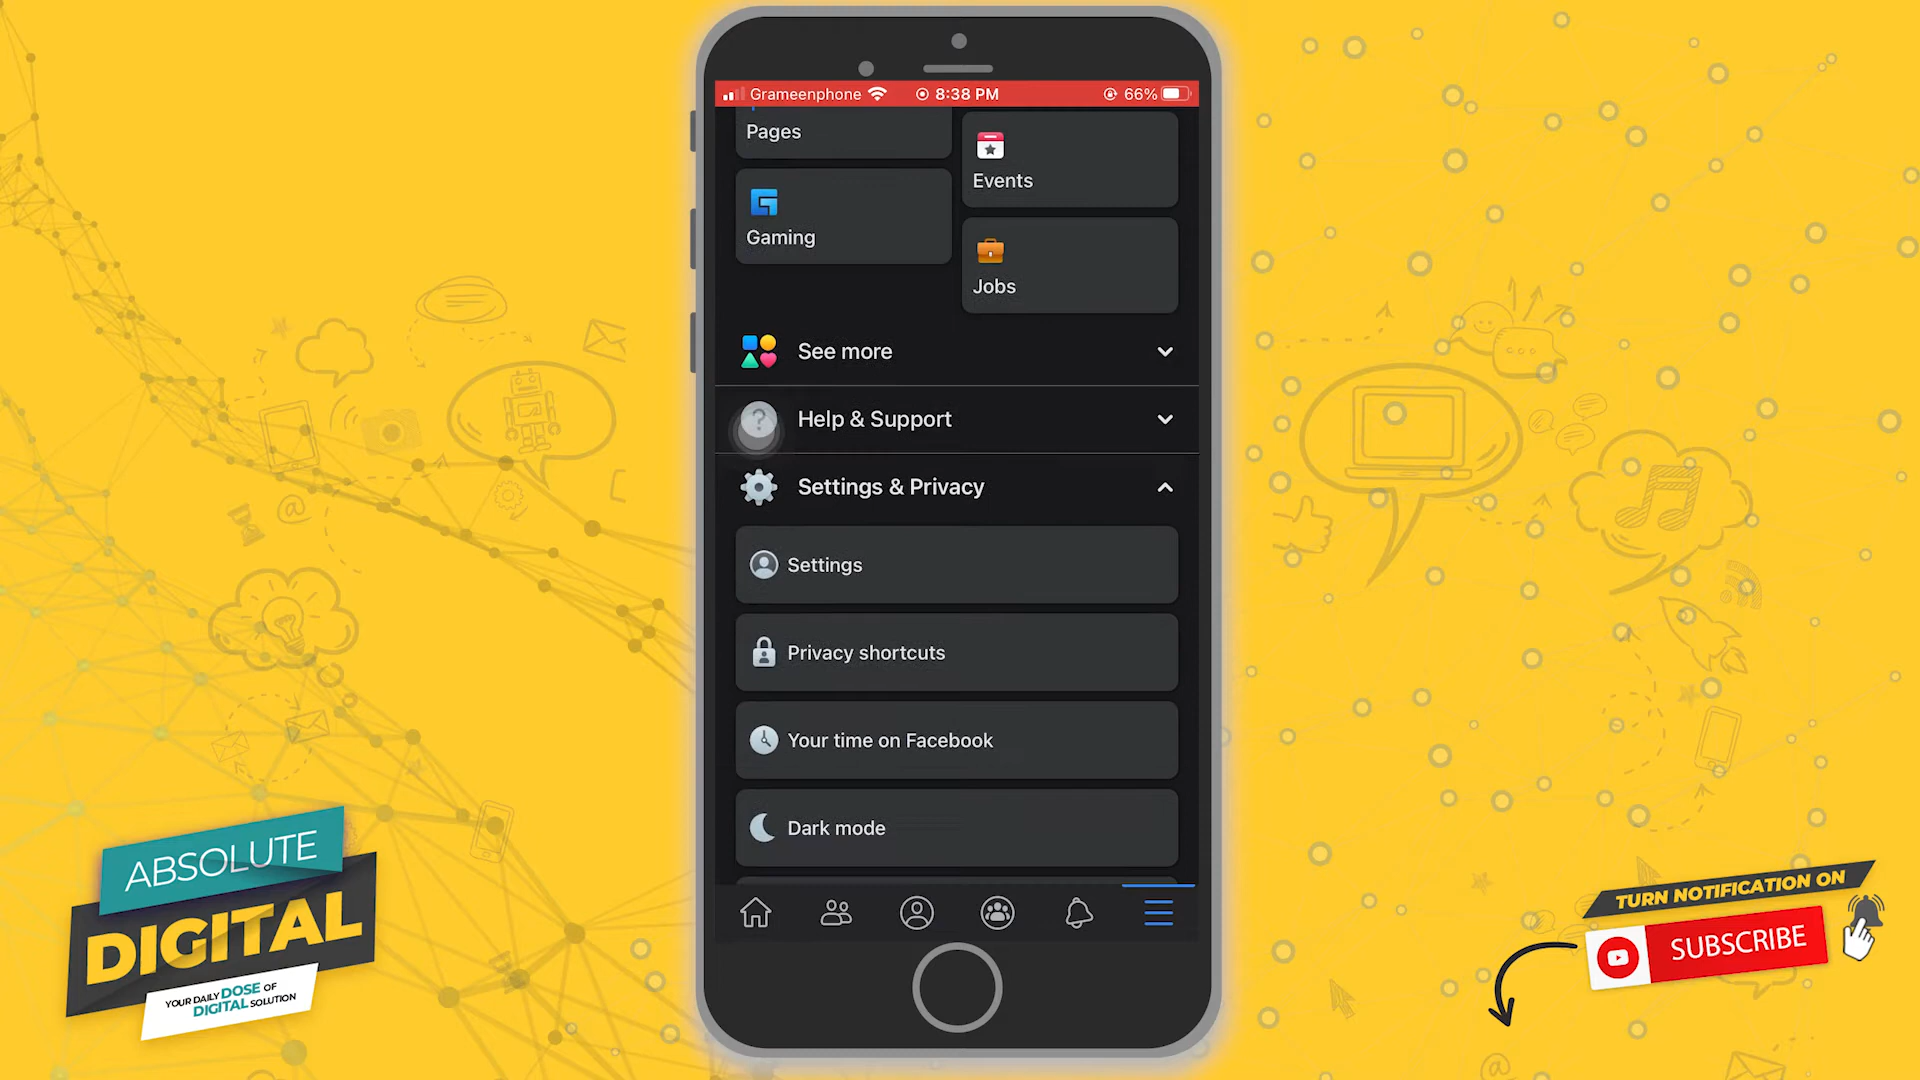 Grameenphone 8:38 PM 66%
Pages
Events
Gaming
Jobs
See more
Help & Support
Settings & Privacy
Settings
Privacy shortcuts
Your time on Facebook
Dark mode
ABSOLUTE
DIGITAL
YOUR DAILY DOSE OF
DIGITAL SOLUTION
TURN NOTIFICATION ON
SUBSCRIBE